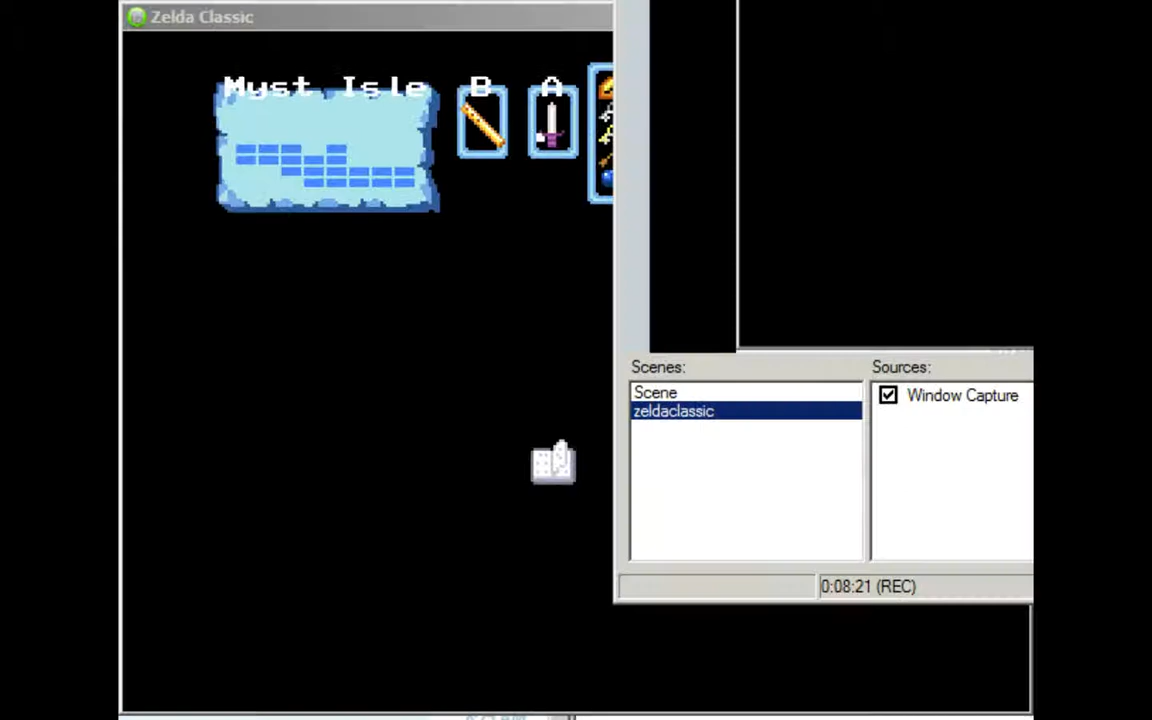 Zelda Classic
Myst Isle B A
Scenes: Sources:
Scene
zeldaclassic
Window Capture
0:08:21 (REC)